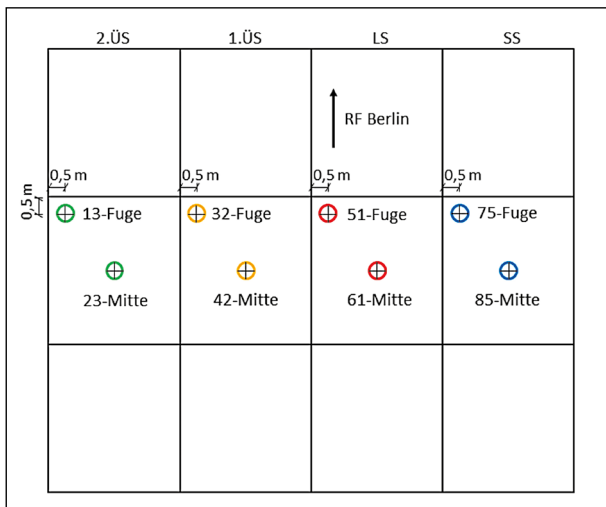 2.ÜS 1.ÜS LS SS
RF Berlin
0,5 m 0,5 m 0,5 m 0,5 m
0,5 m
13-Fuge 32-Fuge 51-Fuge 75-Fuge
23-Mitte 42-Mitte 61-Mitte 85-Mitte